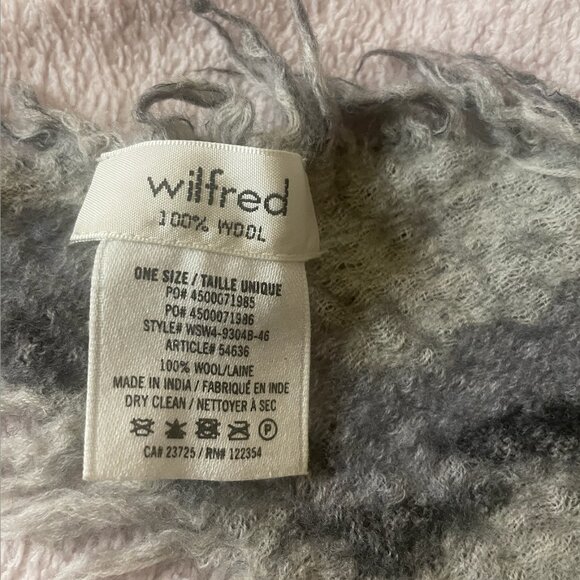 wilfred
100% WOOL
ONE SIZE / TAILLE UNIQUE
PO# 4500071985
PO# 4500071986
STYLE# WSW4-9304B-46
ARTICLE# 54636
100% WOOL/LAINE
MADE IN INDIA / FABRIQUÉ EN INDE
DRY CLEAN / NETTOYER À SEC
P
CA# 23725 / RN# 122354